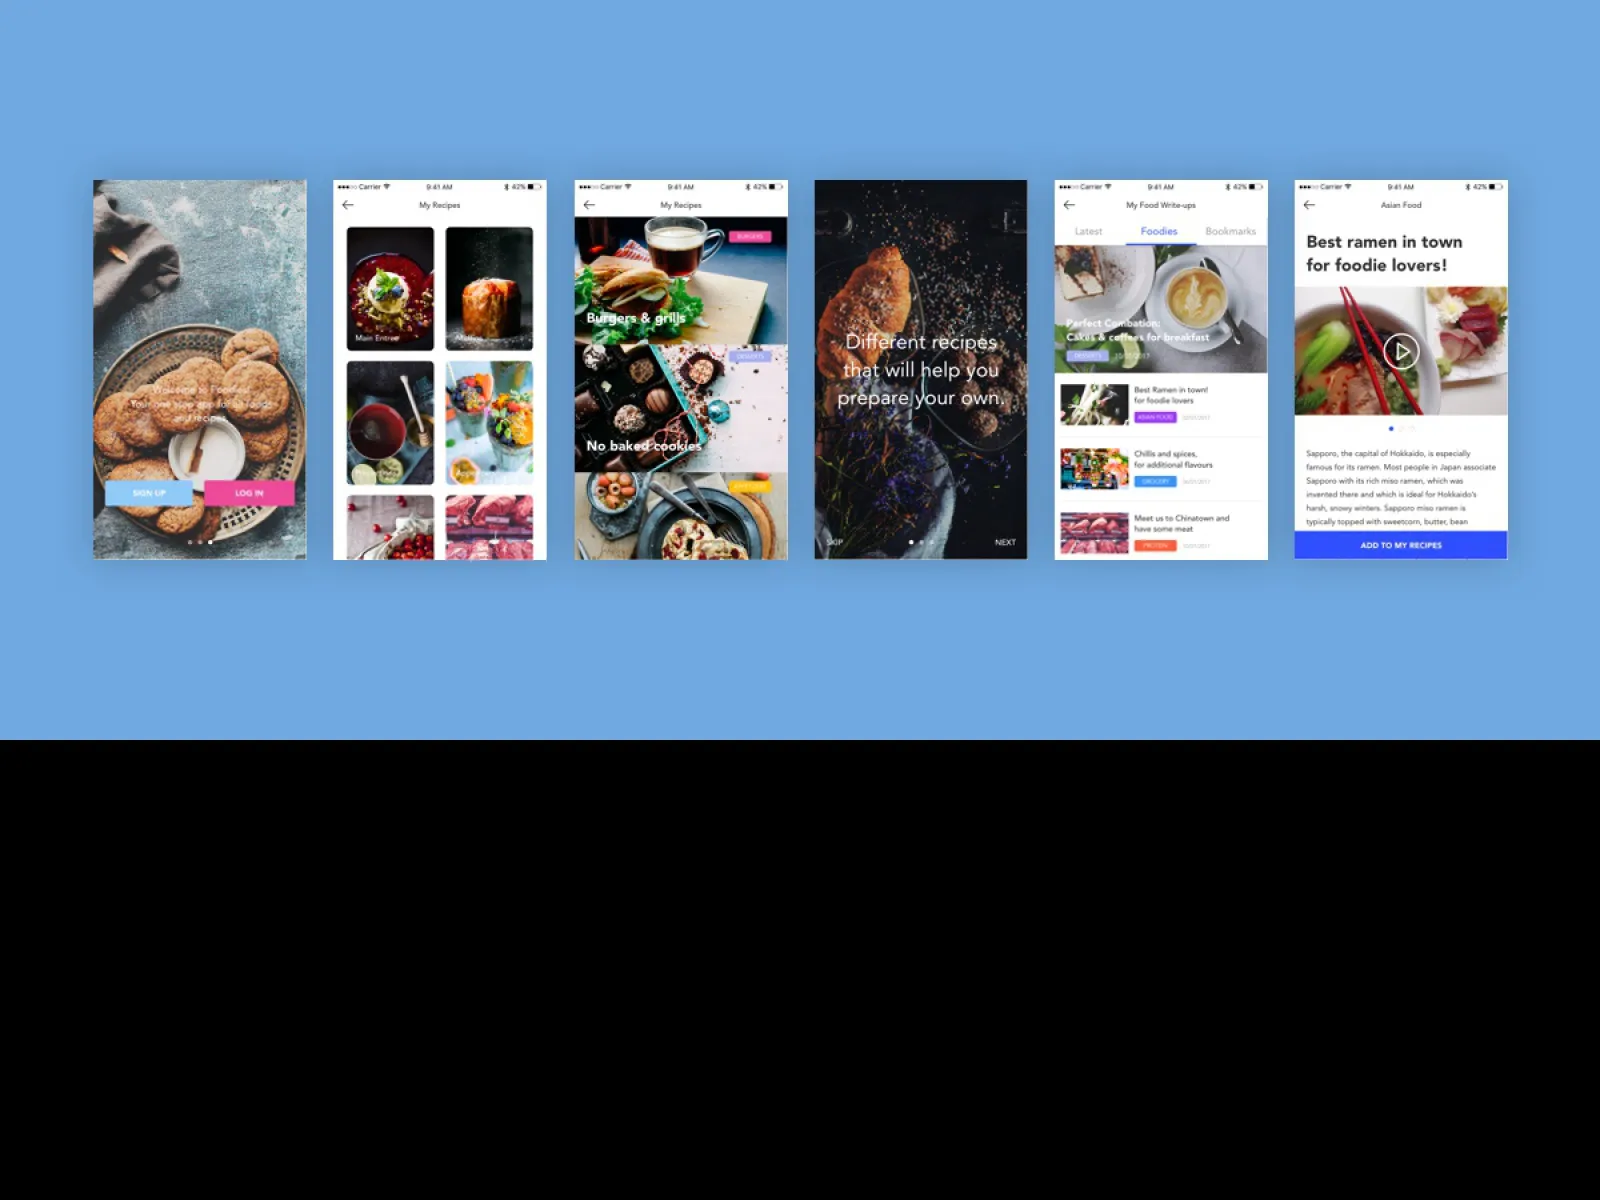 Welcome to Foodies
Your one stop app for all foods
and recipes.
SIGN UP
LOG IN
Carrier
9:41 AM
42%
My Recipes
Main Entree
Carrier
9:41 AM
42%
My Recipes
BURGERS
Burgers & grills
DESSERTS
No baked cookies
Different recipes
that will help you
prepare your own.
SKIP
NEXT
Carrier
9:41 AM
42%
My Food Write-ups
Latest
Foodies
Bookmarks
Perfect Combation:
Cakes & coffees for breakfast
DESSERTS
Best Ramen in town!
for foodie lovers
ASIAN FOOD
Chillis and spices,
for additional flavours
GROCERY
Meet us to Chinatown and
have some meat
PROTEIN
Carrier
9:41 AM
42%
Asian Food
Best ramen in town
for foodie lovers!
Sapporo, the capital of Hokkaido, is especially
famous for its ramen. Most people in Japan associate
Sapporo with its rich miso ramen, which was
invented there and which is ideal for Hokkaido's
harsh, snowy winters. Sapporo miso ramen is
typically topped with sweetcorn, butter, bean
ADD TO MY RECIPES